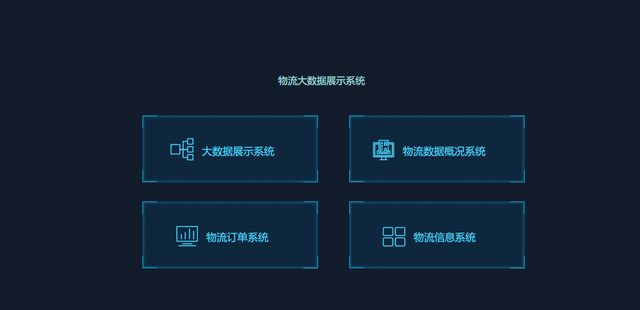 物流大数据展示系统
大数据展示系统
物流数据概况系统
物流订单系统
物流信息系统